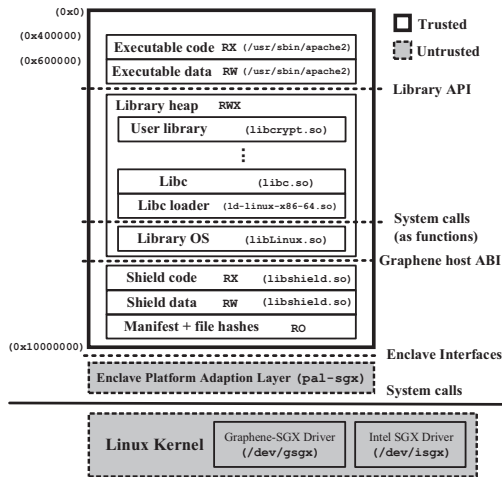 (0x0)
(0x400000)
(0x600000)
Executable code RX (/usr/sbin/apache2)
Executable data RW (/usr/sbin/apache2)
Trusted
Untrusted
Library API
Library heap RWX
User library (libcrypt.so)
⋮
Libc (libc.so)
Libc loader (ld-linux-x86-64.so)
System calls
(as functions)
Library OS (libLinux.so)
Graphene host ABI
Shield code RX (libshield.so)
Shield data RW (libshield.so)
Manifest + file hashes RO
(0x10000000)
Enclave Interfaces
Enclave Platform Adaption Layer (pal-sgx)
System calls
Linux Kernel
Graphene-SGX Driver
(/dev/gsgx)
Intel SGX Driver
(/dev/isgx)